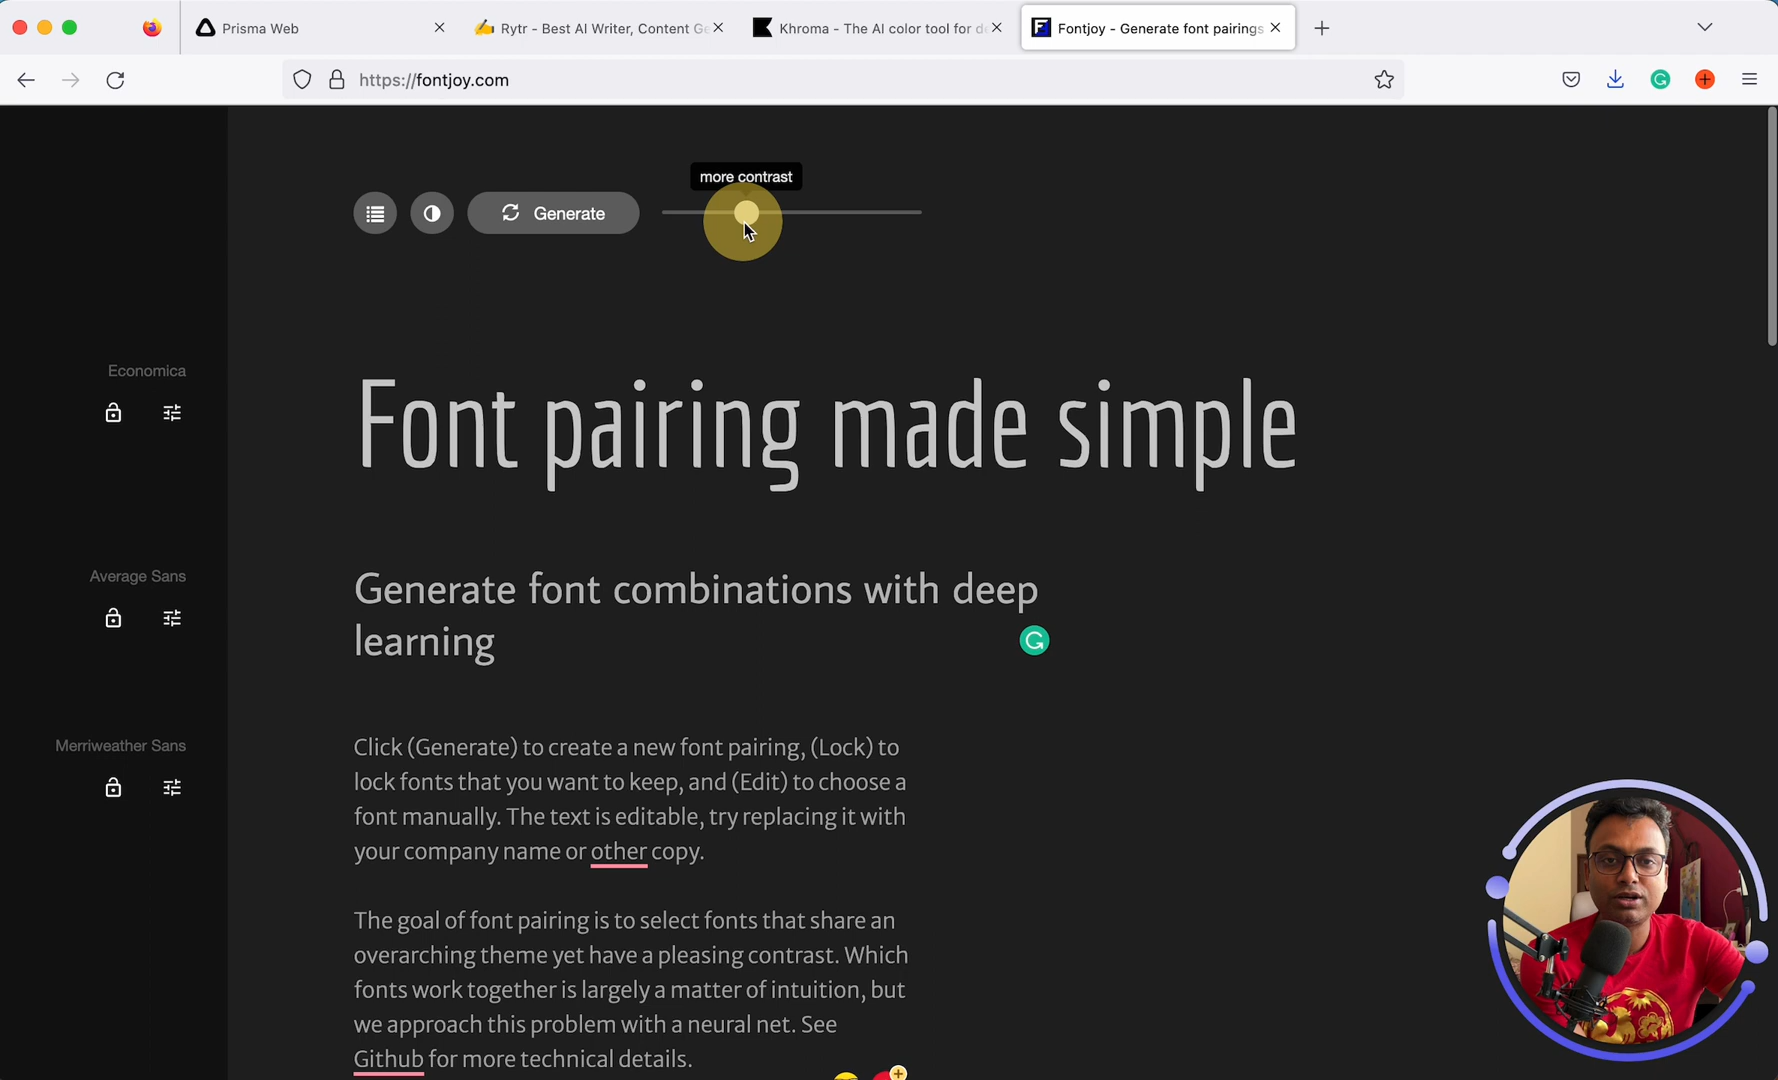 Prisma Web
Rytr - Best AI Writer, Content Ge
Khroma - The AI color tool for de
Fontjoy - Generate font pairings
https://fontjoy.com
more contrast
Generate
Economica
Font pairing made simple
Average Sans
Generate font combinations with deep
learning
Merriweather Sans
Click (Generate) to create a new font pairing, (Lock) to
lock fonts that you want to keep, and (Edit) to choose a
font manually. The text is editable, try replacing it with
your company name or other copy.
The goal of font pairing is to select fonts that share an
overarching theme yet have a pleasing contrast. Which
fonts work together is largely a matter of intuition, but
we approach this problem with a neural net. See
Github for more technical details.